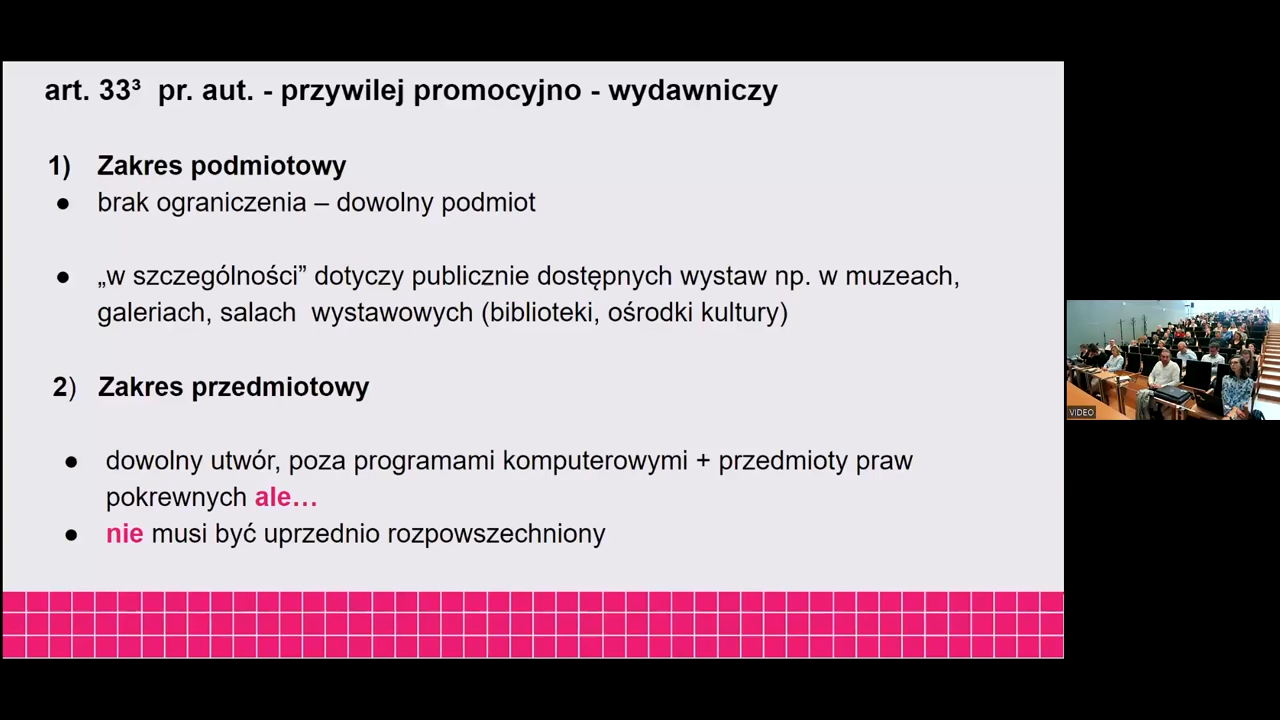 art. 33³ pr. aut. - przywilej promocyjno - wydawniczy
1) Zakres podmiotowy
● brak ograniczenia – dowolny podmiot
● „w szczególności” dotyczy publicznie dostępnych wystaw np. w muzeach,
galeriach, salach wystawowych (biblioteki, ośrodki kultury)
2) Zakres przedmiotowy
● dowolny utwór, poza programami komputerowymi + przedmioty praw
pokrewnych ale…
● nie musi być uprzednio rozpowszechniony
VIDEO